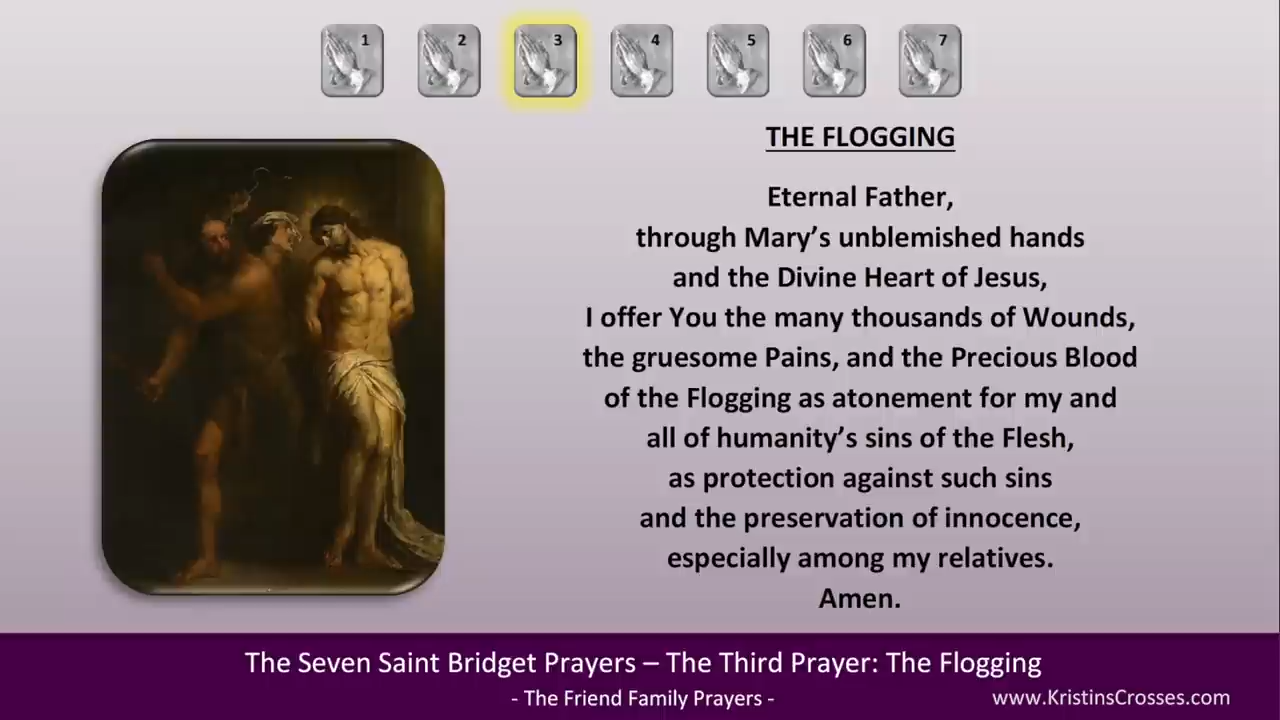 1 2 3 4 5 6 7
THE FLOGGING
Eternal Father,
through Mary’s unblemished hands
and the Divine Heart of Jesus,
I offer You the many thousands of Wounds,
the gruesome Pains, and the Precious Blood
of the Flogging as atonement for my and
all of humanity’s sins of the Flesh,
as protection against such sins
and the preservation of innocence,
especially among my relatives.
Amen.
The Seven Saint Bridget Prayers – The Third Prayer: The Flogging
- The Friend Family Prayers -
www.KristinsCrosses.com